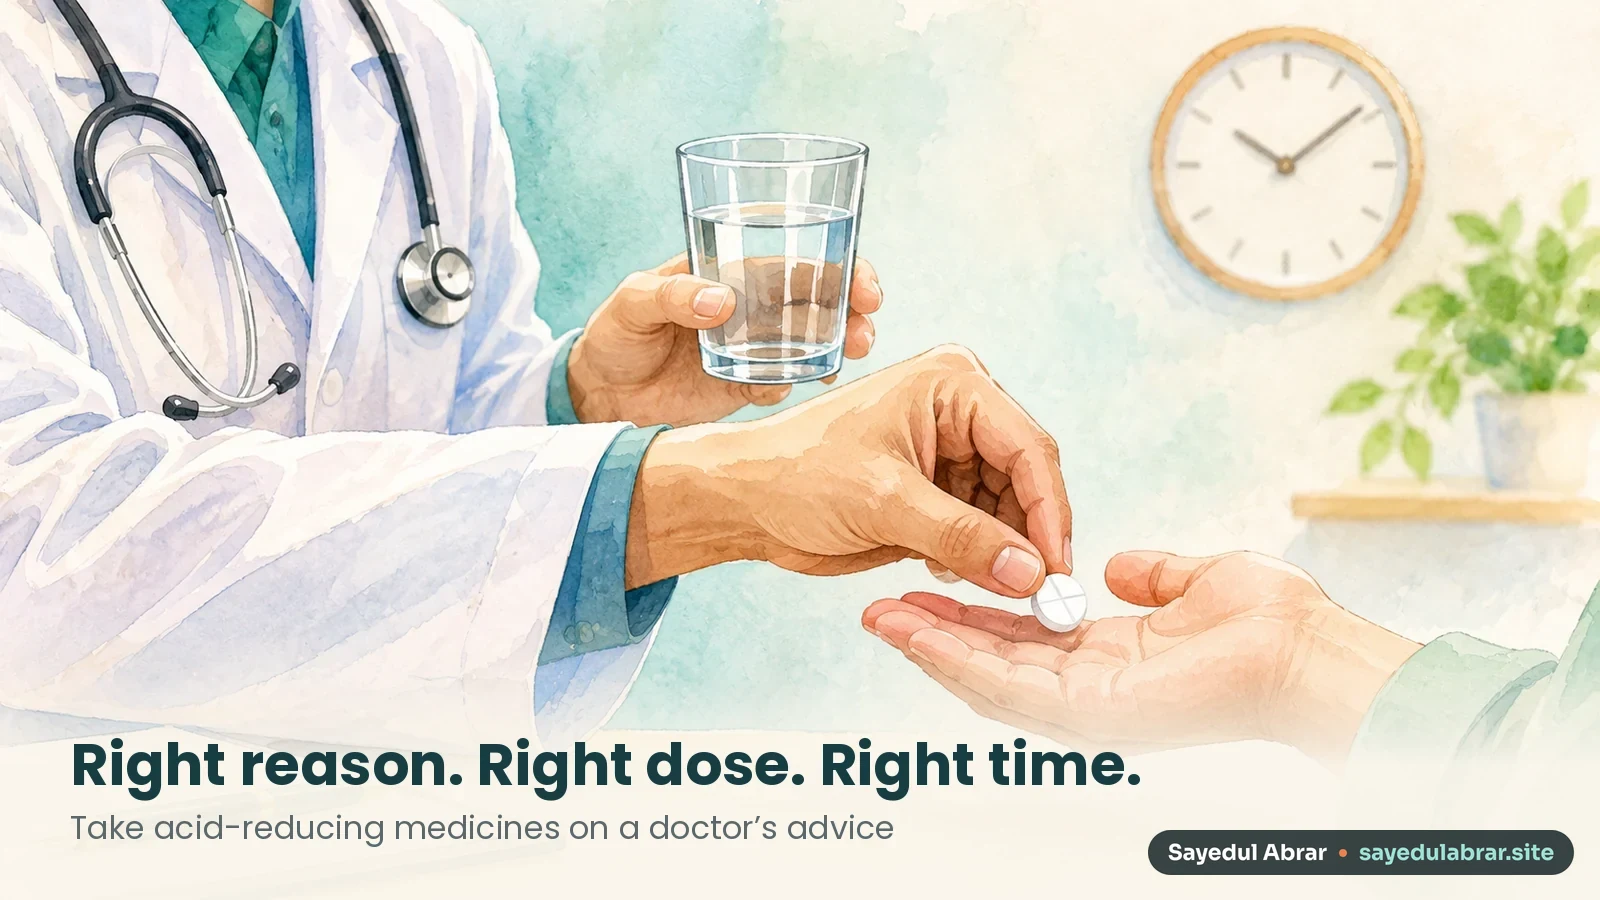 Right reason. Right dose. Right time.
Take acid-reducing medicines on a doctor’s advice
Sayedul Abrar • sayedulabrar.site